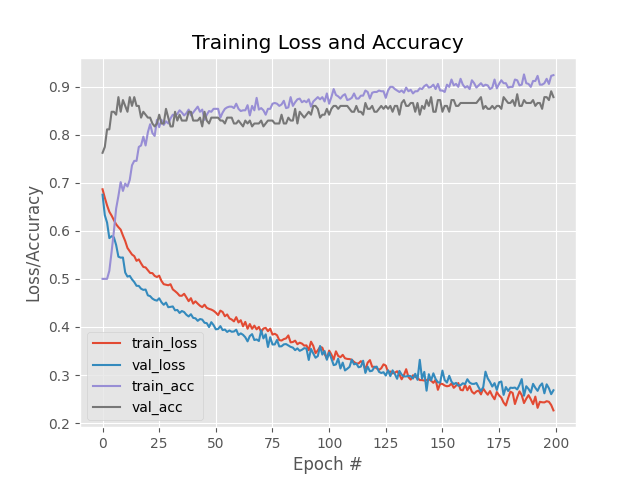 Training Loss and Accuracy
Loss/Accuracy
0.9
0.8
0.7
0.6
0.5
0.4
0.3
0.2
train_loss
val_loss
train_acc
val_acc
0 25 50 75 100 125 150 175 200
Epoch #